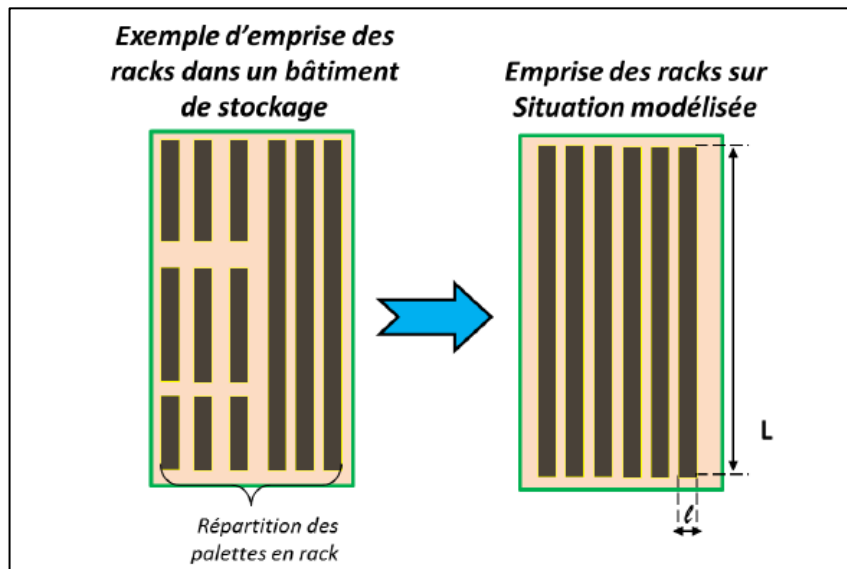 Exemple d’emprise des
racks dans un bâtiment
de stockage
Emprise des racks sur
Situation modélisée
L
ℓ
Répartition des
palettes en rack